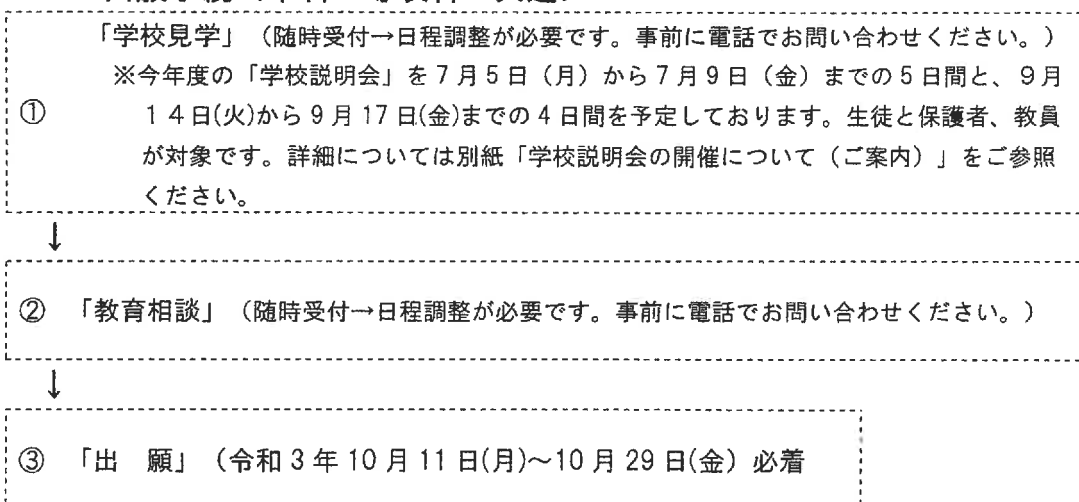 「学校見学」（随時受付→日程調整が必要です。事前に電話でお問い合わせください。）
※今年度の「学校説明会」を７月５日（月）から７月９日（金）までの５日間と、９月
① １４日(火)から９月17日(金)までの４日間を予定しております。生徒と保護者、教員
が対象です。詳細については別紙「学校説明会の開催について（ご案内）」をご参照
ください。
↓
② 「教育相談」（随時受付→日程調整が必要です。事前に電話でお問い合わせください。）
↓
③ 「出　願」（令和３年10月11日(月)～10月29日(金）必着